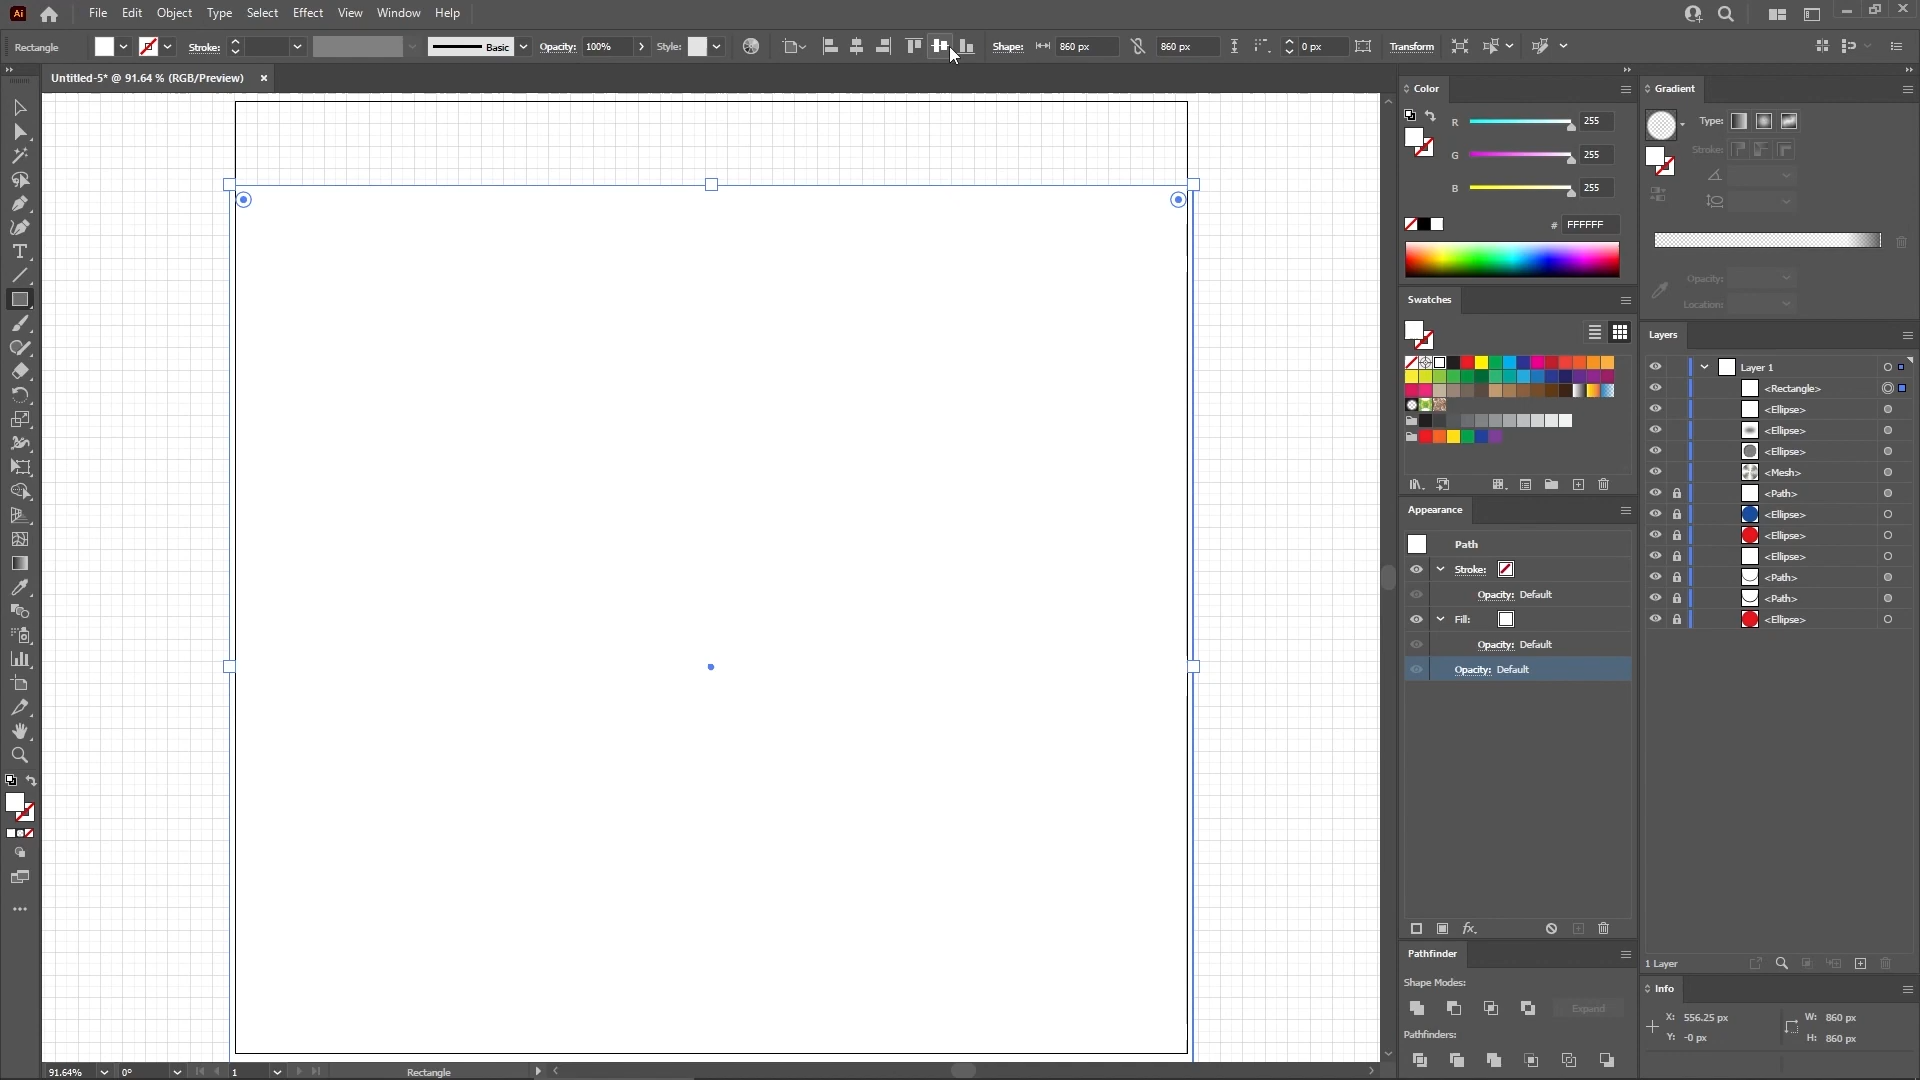 Ai File Edit Object Type Select Effect View Window Help
Rectangle Stroke: Basic Opacity: 100% Style: Shape: 860 px 860 px 0 px Transform
Untitled-5* @ 91.64 % (RGB/Preview) ×
Color
R 255
G 255
B 255
# FFFFFF
Swatches
Appearance
Path
Stroke:
Opacity: Default
Fill:
Opacity: Default
Opacity: Default
Pathfinder
Shape Modes:
Expand
Pathfinders:
Gradient
Type:
Stroke:
Opacity:
Location:
Layers
Layer 1
<Rectangle>
<Ellipse>
<Ellipse>
<Ellipse>
<Mesh>
<Path>
<Ellipse>
<Ellipse>
<Ellipse>
<Path>
<Path>
<Ellipse>
1 Layer
Info
X: 556.25 px W: 860 px
Y: -0 px H: 860 px
91.64% 0° 1 Rectangle